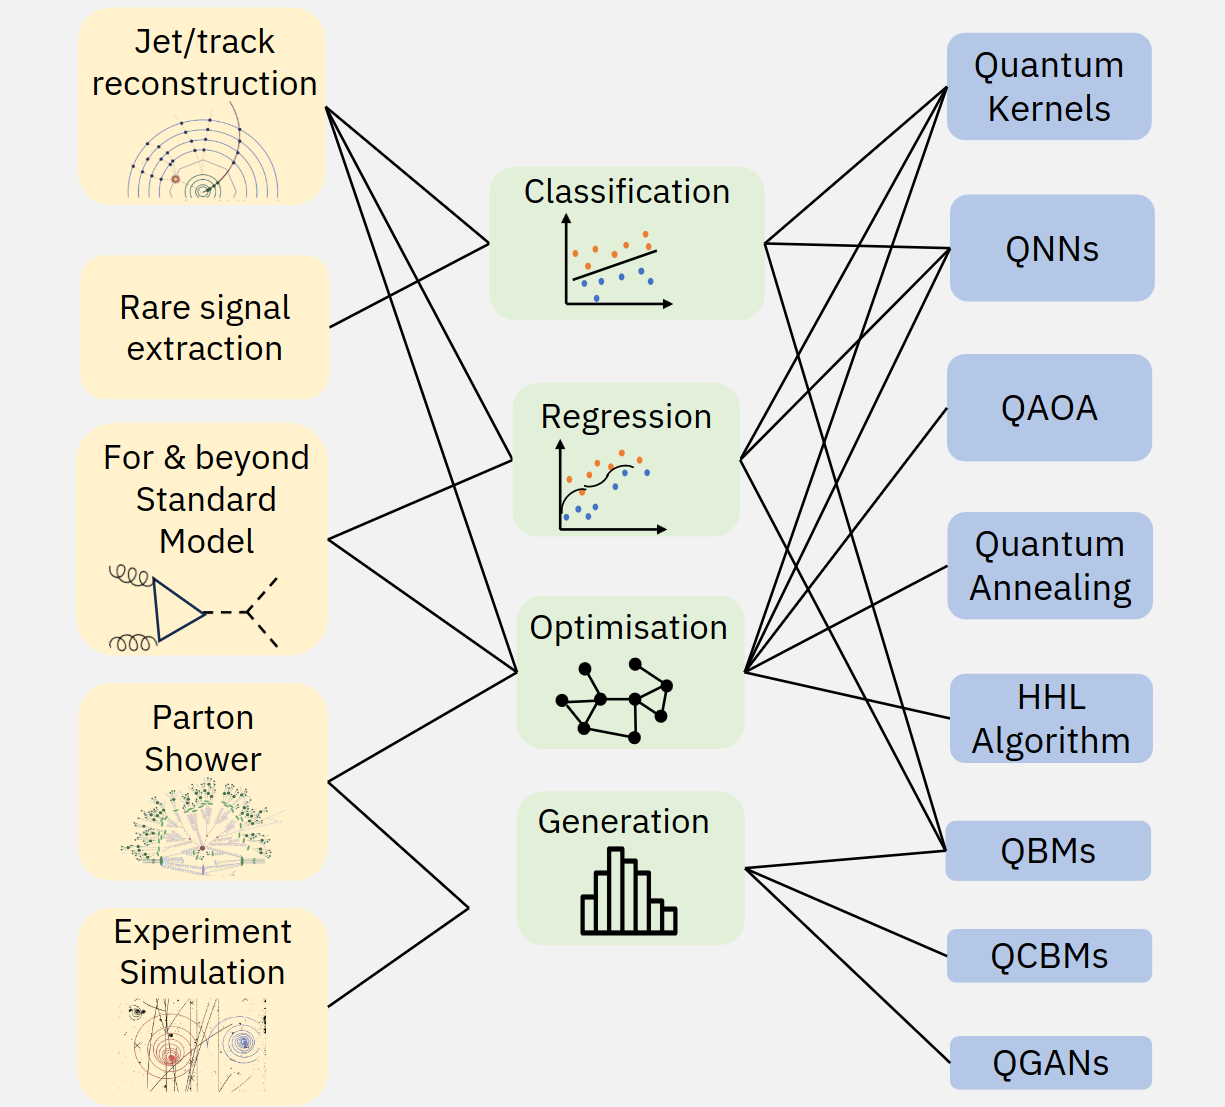 Jet/track
reconstruction
Rare signal
extraction
For & beyond
Standard
Model
Parton
Shower
Experiment
Simulation
Classification
Regression
Optimisation
Generation
Quantum
Kernels
QNNs
QAOA
Quantum
Annealing
HHL
Algorithm
QBMs
QCBMs
QGANs